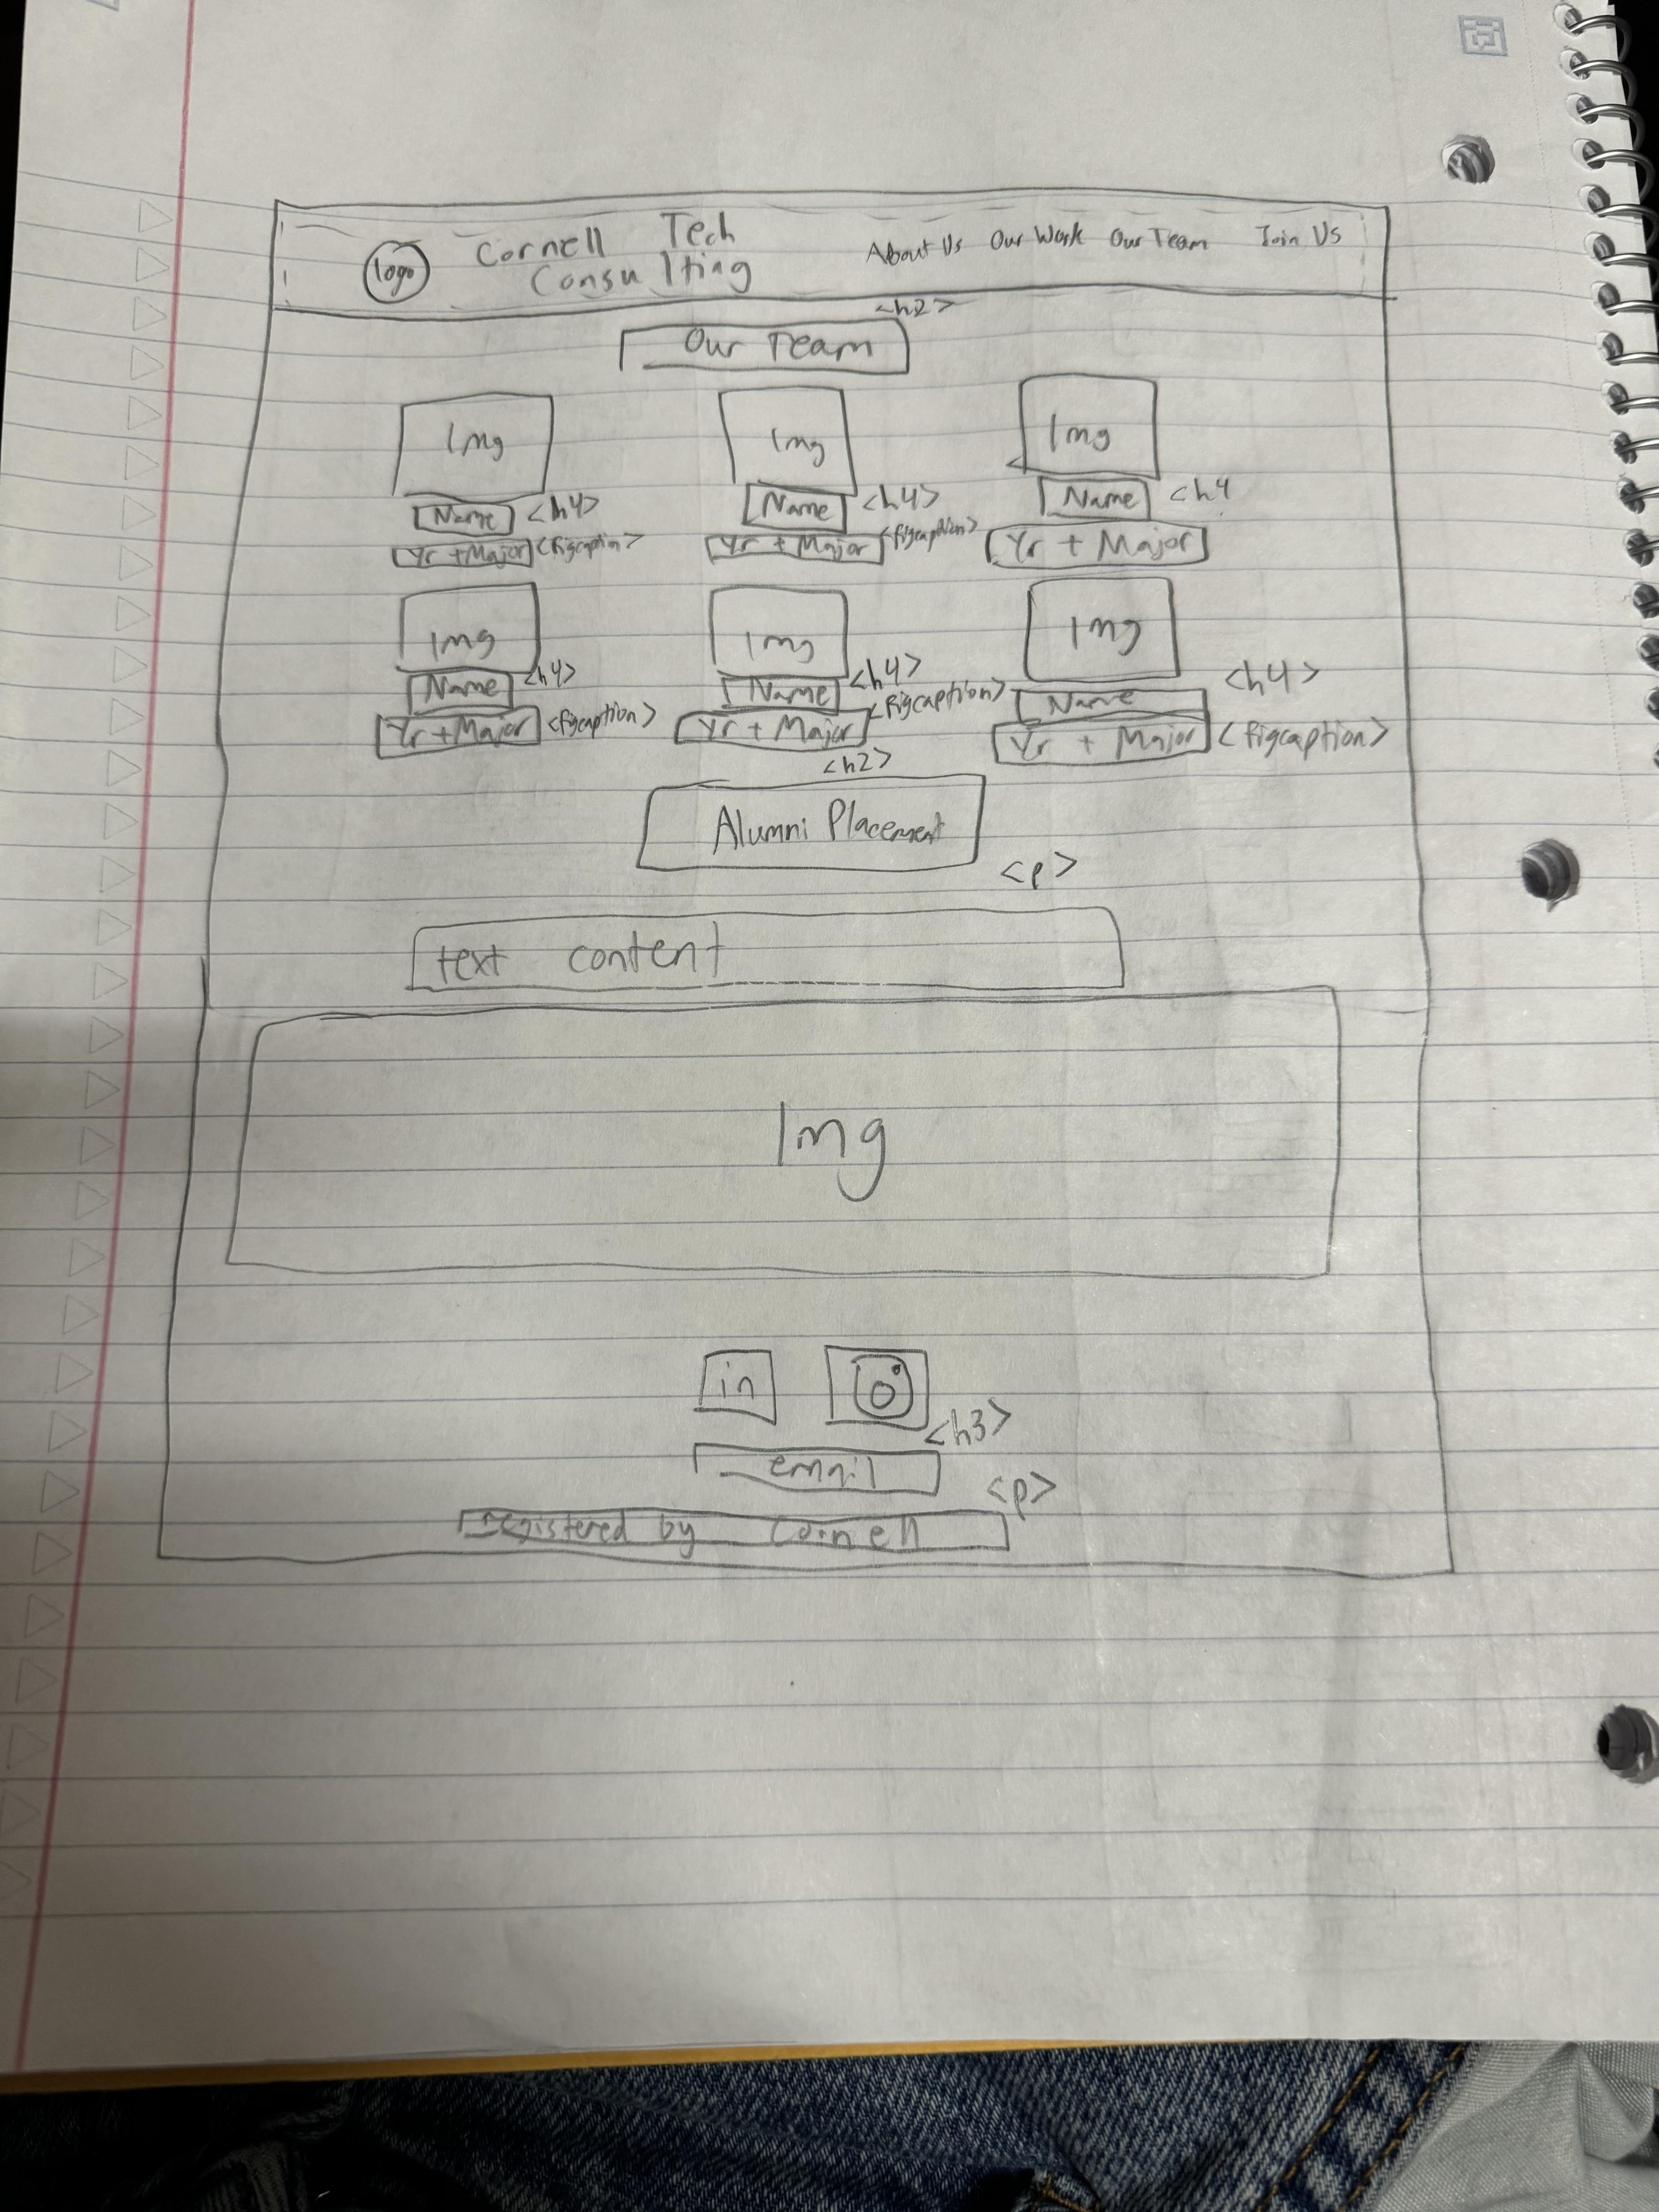 logo Cornell Tech Consulting About Us Our Work Our Team Join Us
<h2>
Our Team
Img Img Img
Name <h4> Name <h4> Name <h4
Yr + Major <figcaption> Yr + Major <figcaption> Yr + Major
Img Img Img
Name <h4> Name <h4> Name <h4>
Yr + Major <figcaption> Yr + Major <figcaption> Yr + Major <figcaption>
<h2>
Alumni Placement
<p>
text content
Img
in
<h3>
email
<p>
registered by Cornell